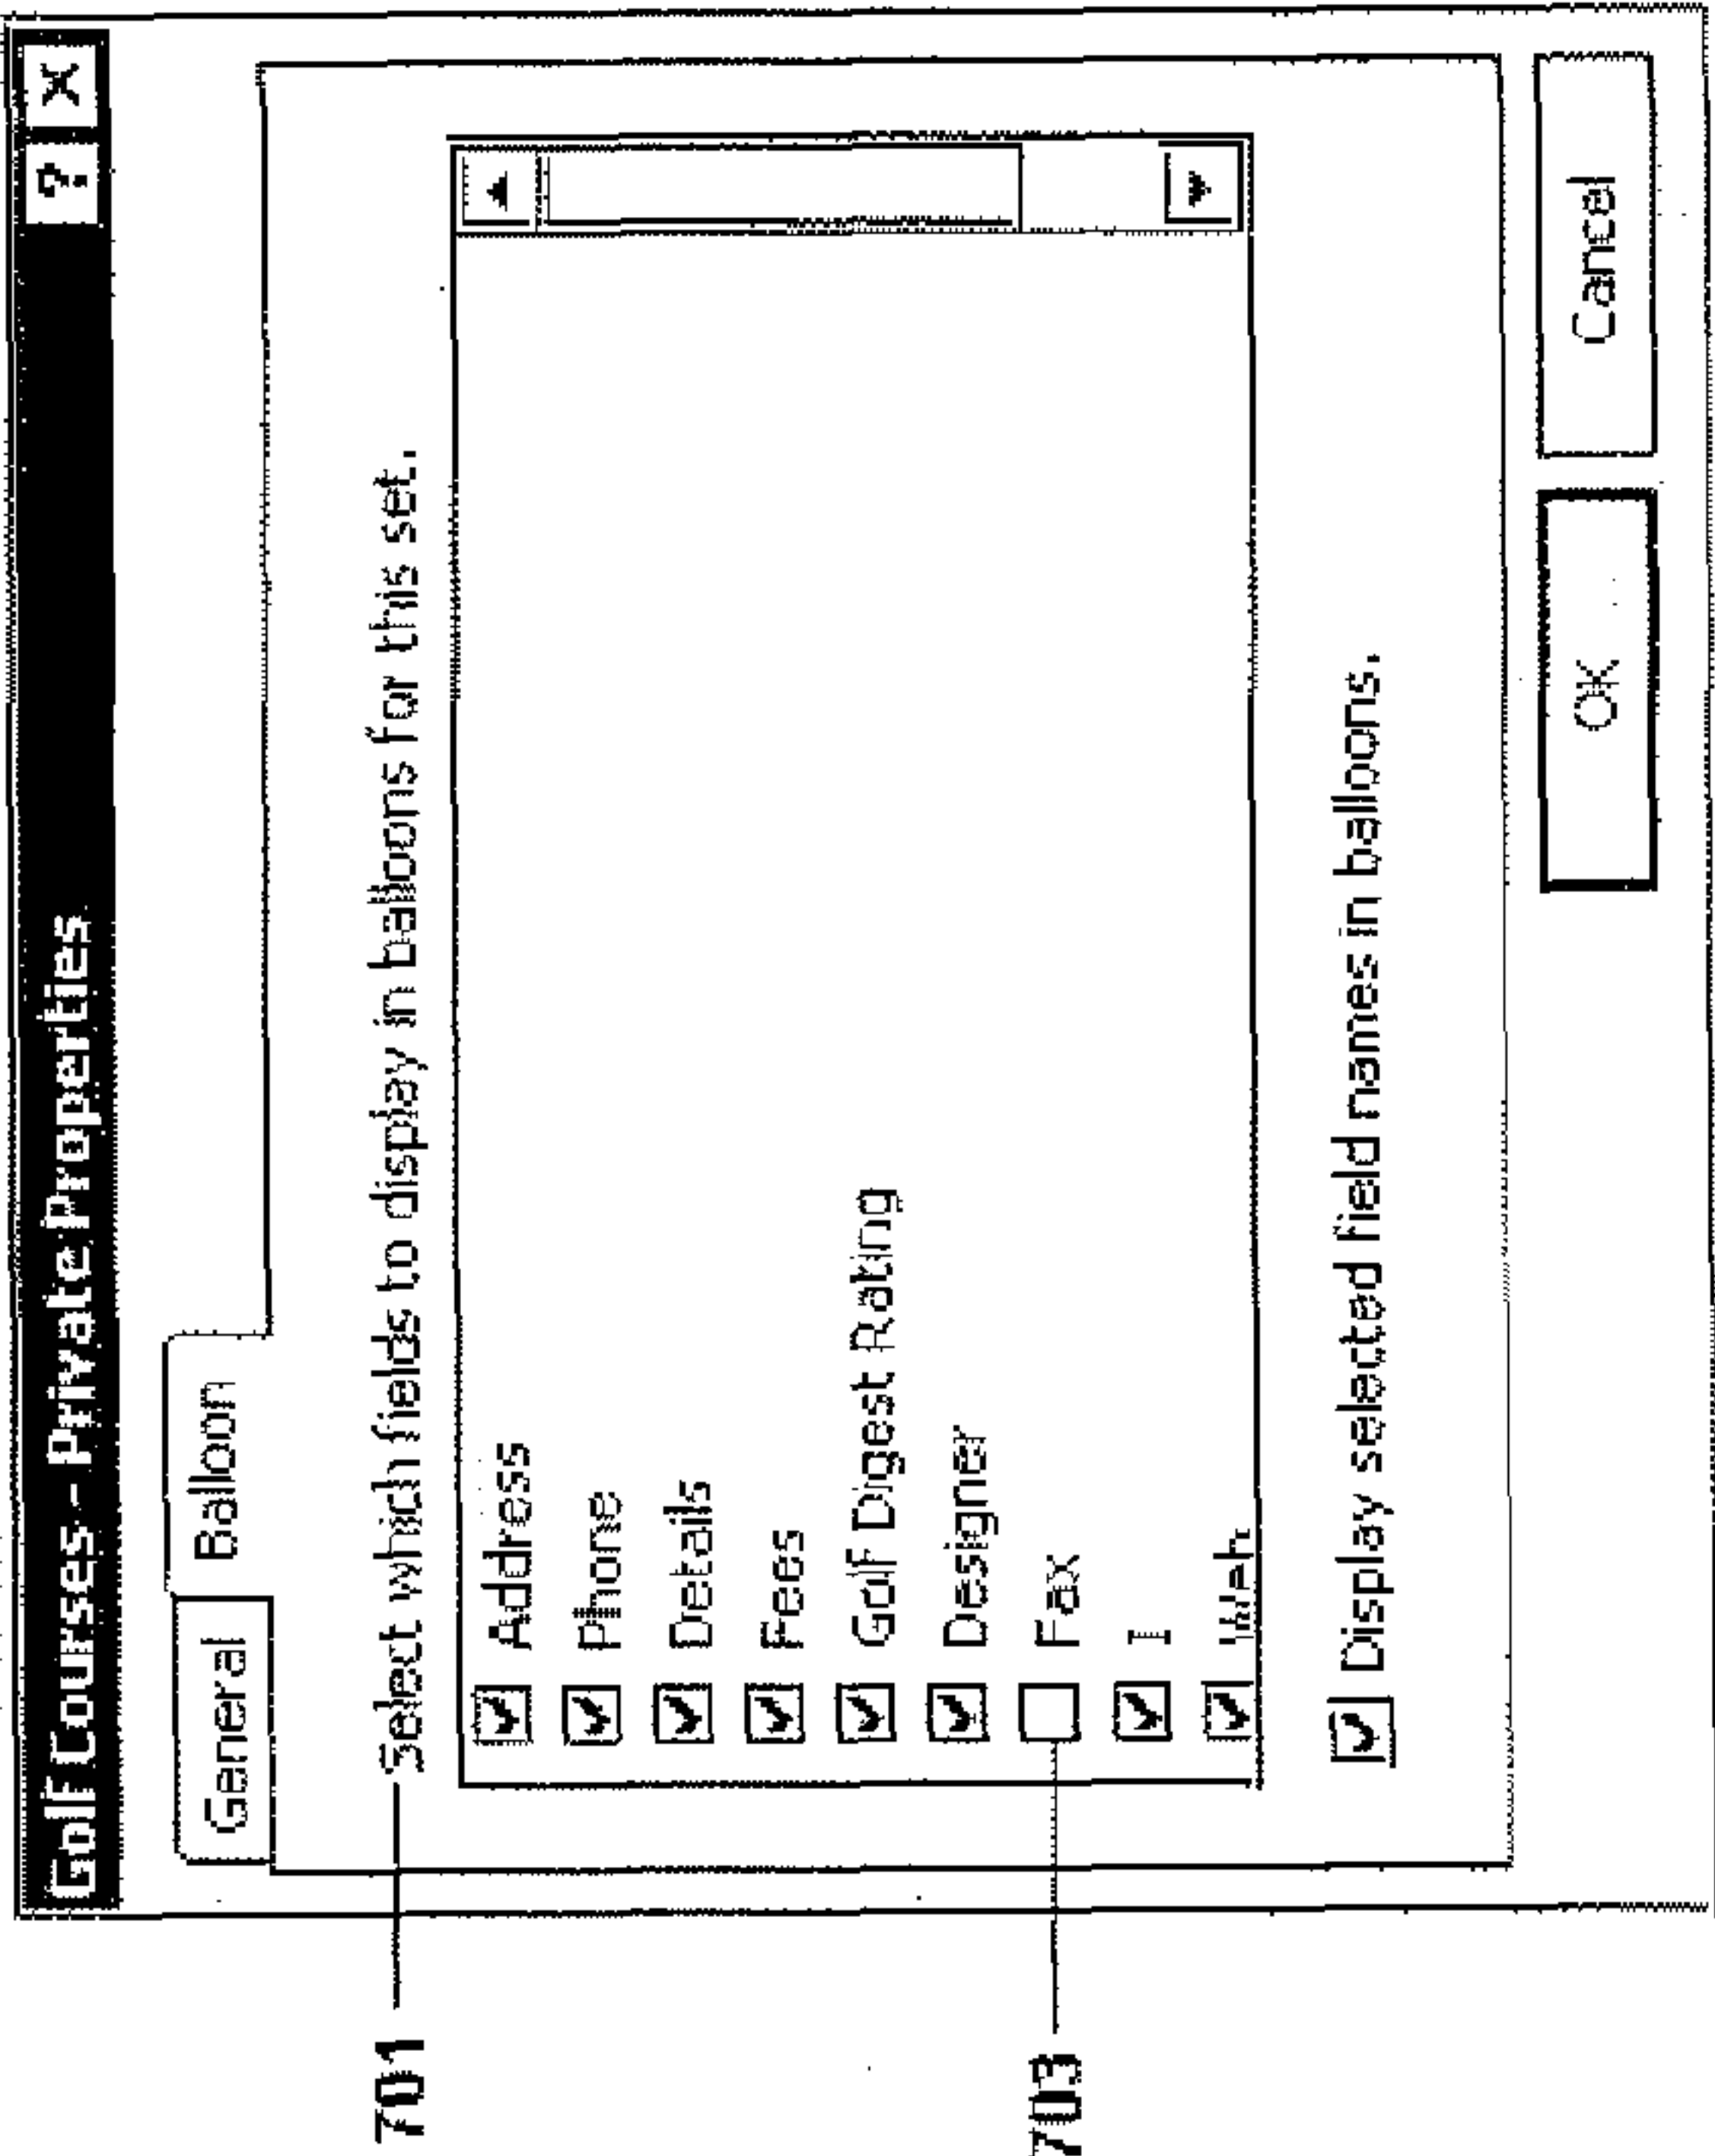 Golf Courses - Private Properties
? X
General Balloon
701 Select which fields to display in balloons for this set.
Address
Phone
Details
Fees
Golf Digest Rating
Designer
703 Fax
Display selected field names in balloons.
OK Cancel